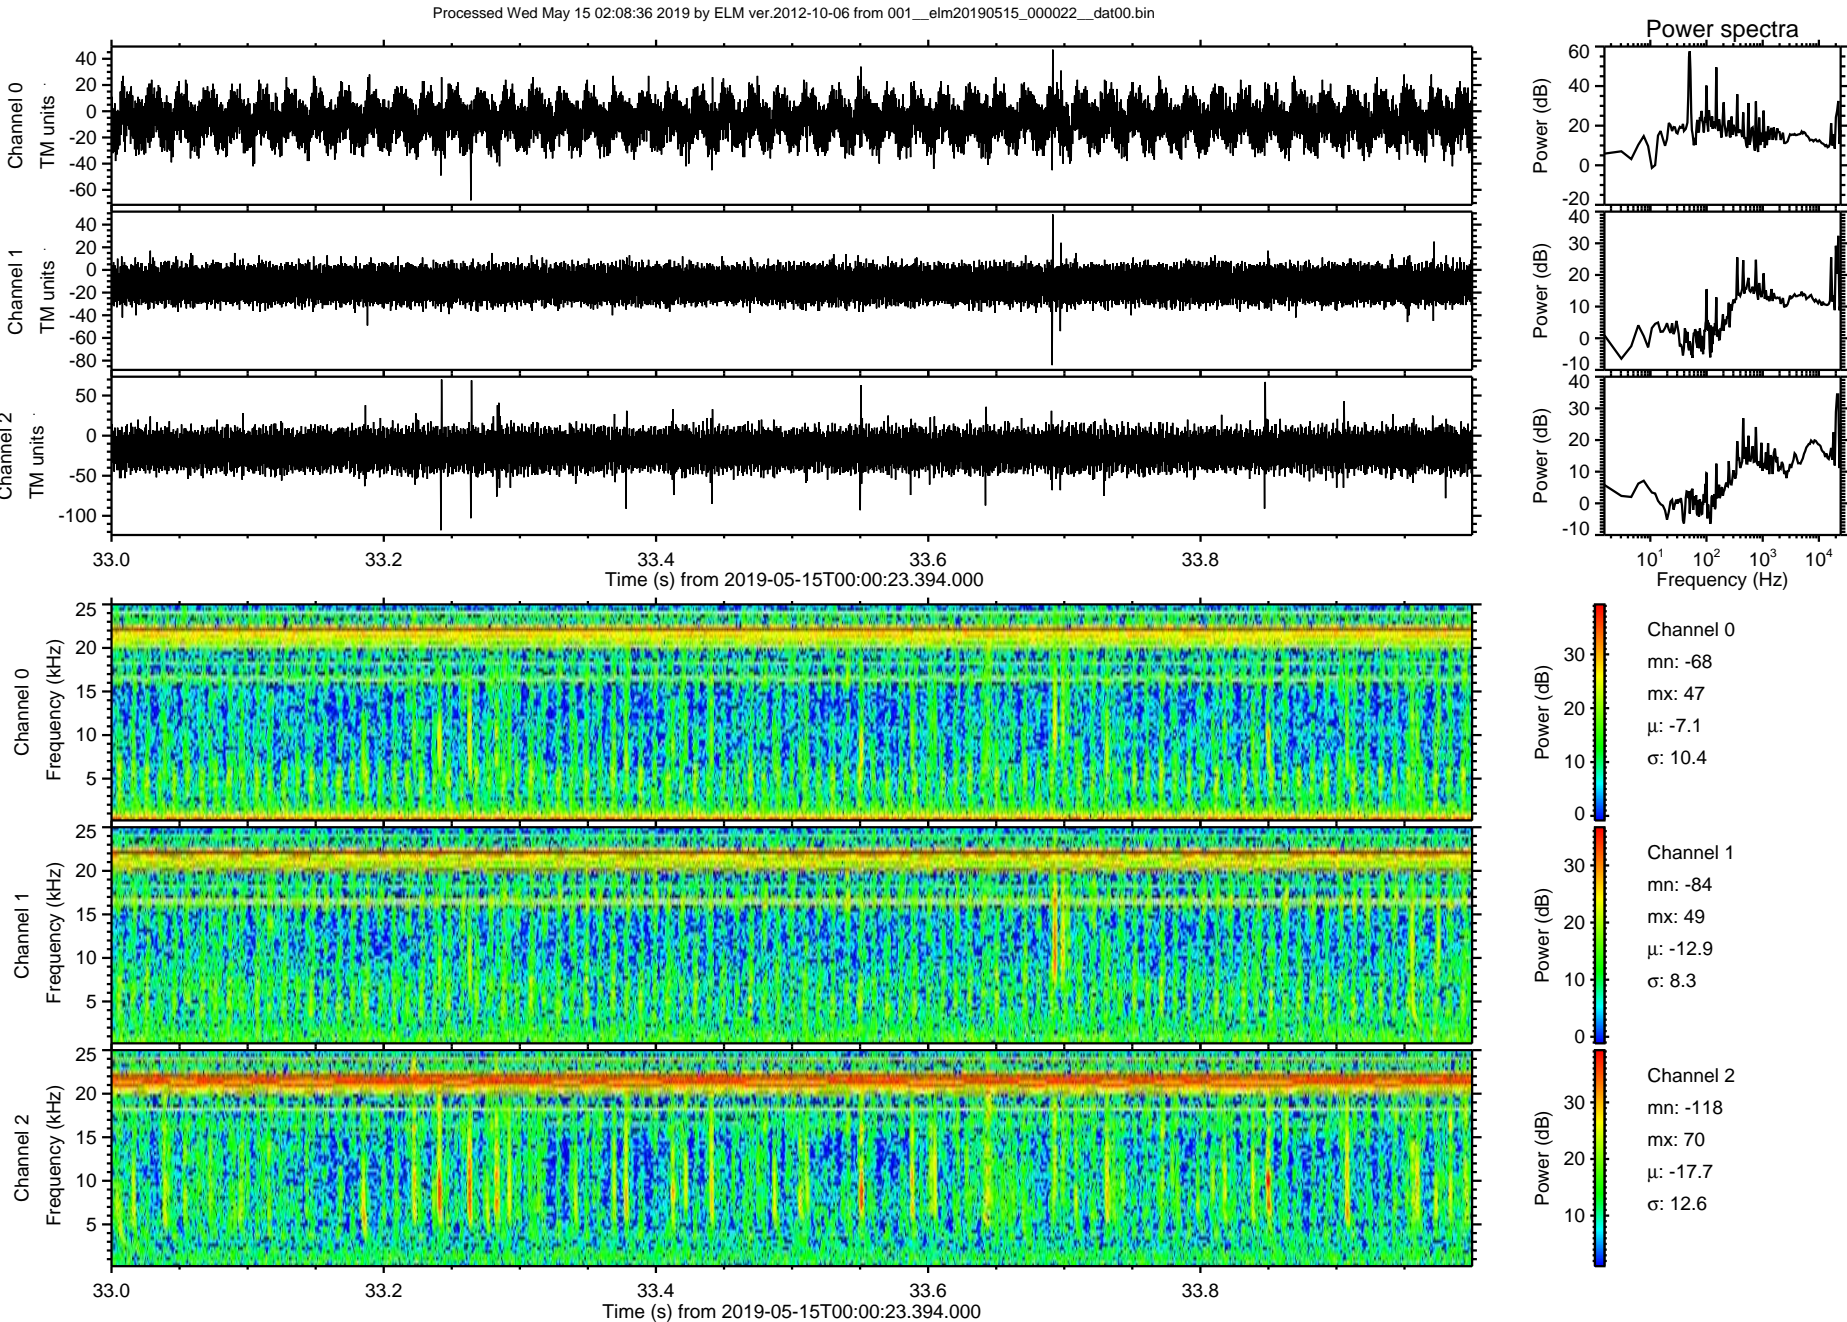 Processed Wed May 15 02:08:36 2019 by ELM ver.2012-10-06 from 001__elm20190515_000022__dat00.bin
Power spectra
Channel 0
TM units
40
20
0
-20
-40
-60
Power (dB)
60
40
20
0
-20
Channel 1
TM units
40
20
0
-20
-40
-60
-80
Power (dB)
40
30
20
10
0
-10
Channel 2
TM units
50
0
-50
-100
Power (dB)
40
30
20
10
0
-10
33.0 33.2 33.4 33.6 33.8
Time (s) from 2019-05-15T00:00:23.394.000
10^1 10^2 10^3 10^4
Frequency (Hz)
Channel 0
Frequency (kHz)
25
20
15
10
5
Power (dB)
30
20
10
0
Channel 0
mn: -68
mx: 47
μ: -7.1
σ: 10.4
Channel 1
Frequency (kHz)
25
20
15
10
5
Power (dB)
30
20
10
0
Channel 1
mn: -84
mx: 49
μ: -12.9
σ: 8.3
Channel 2
Frequency (kHz)
25
20
15
10
5
Power (dB)
30
20
10
Channel 2
mn: -118
mx: 70
μ: -17.7
σ: 12.6
33.0 33.2 33.4 33.6 33.8
Time (s) from 2019-05-15T00:00:23.394.000